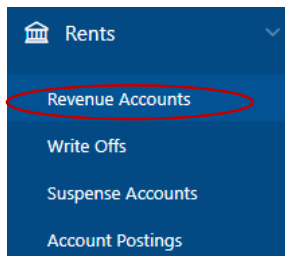 Rents
Revenue Accounts
Write Offs
Suspense Accounts
Account Postings